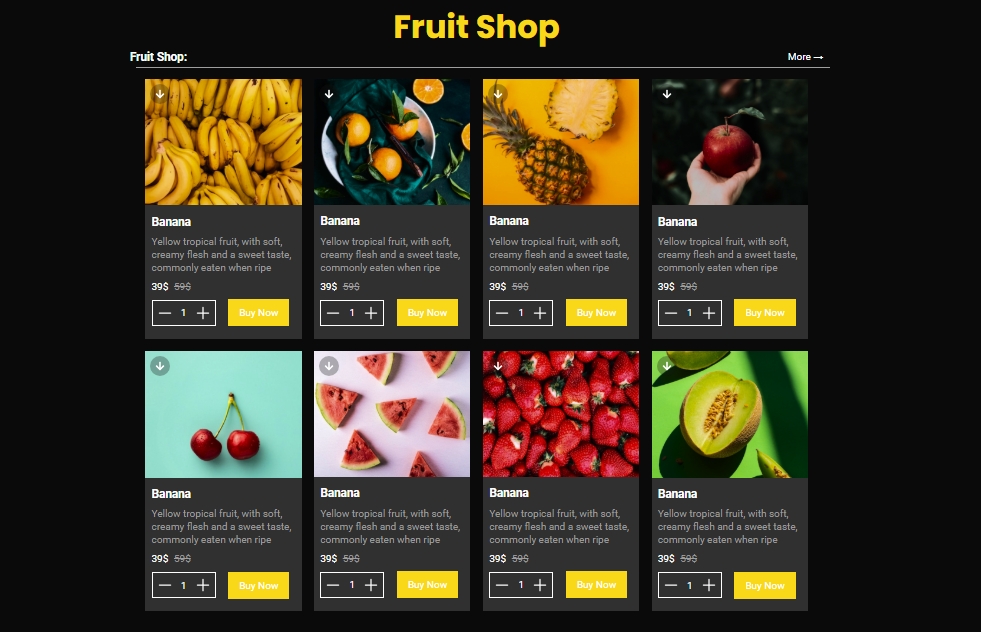 Fruit Shop
Fruit Shop:
More →
Banana
Yellow tropical fruit, with soft,
creamy flesh and a sweet taste,
commonly eaten when ripe
39$ 59$
— 1 +
Buy Now
Banana
Yellow tropical fruit, with soft,
creamy flesh and a sweet taste,
commonly eaten when ripe
39$ 59$
— 1 +
Buy Now
Banana
Yellow tropical fruit, with soft,
creamy flesh and a sweet taste,
commonly eaten when ripe
39$ 59$
— 1 +
Buy Now
Banana
Yellow tropical fruit, with soft,
creamy flesh and a sweet taste,
commonly eaten when ripe
39$ 59$
— 1 +
Buy Now
Banana
Yellow tropical fruit, with soft,
creamy flesh and a sweet taste,
commonly eaten when ripe
39$ 59$
— 1 +
Buy Now
Banana
Yellow tropical fruit, with soft,
creamy flesh and a sweet taste,
commonly eaten when ripe
39$ 59$
— 1 +
Buy Now
Banana
Yellow tropical fruit, with soft,
creamy flesh and a sweet taste,
commonly eaten when ripe
39$ 59$
— 1 +
Buy Now
Banana
Yellow tropical fruit, with soft,
creamy flesh and a sweet taste,
commonly eaten when ripe
39$ 59$
— 1 +
Buy Now